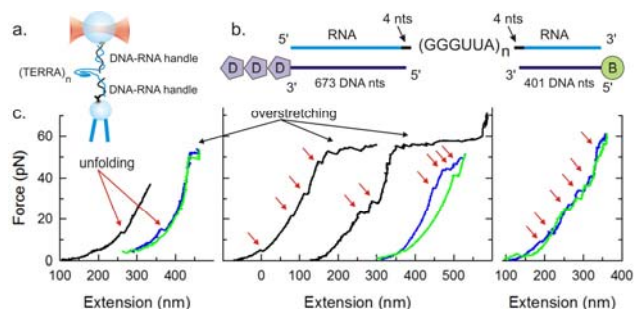 a.
DNA-RNA handle
(TERRA)n
DNA-RNA handle
b.
5' RNA 4 nts (GGGUUA)n 4 nts RNA 3'
D D D 3' 673 DNA nts 5' 3' 401 DNA nts 5' B
c.
overstretching
unfolding
Force (pN)
60
40
20
0
100 200 300 400
0 100 200 300 400 500
100 200 300 400
Extension (nm) Extension (nm) Extension (nm)